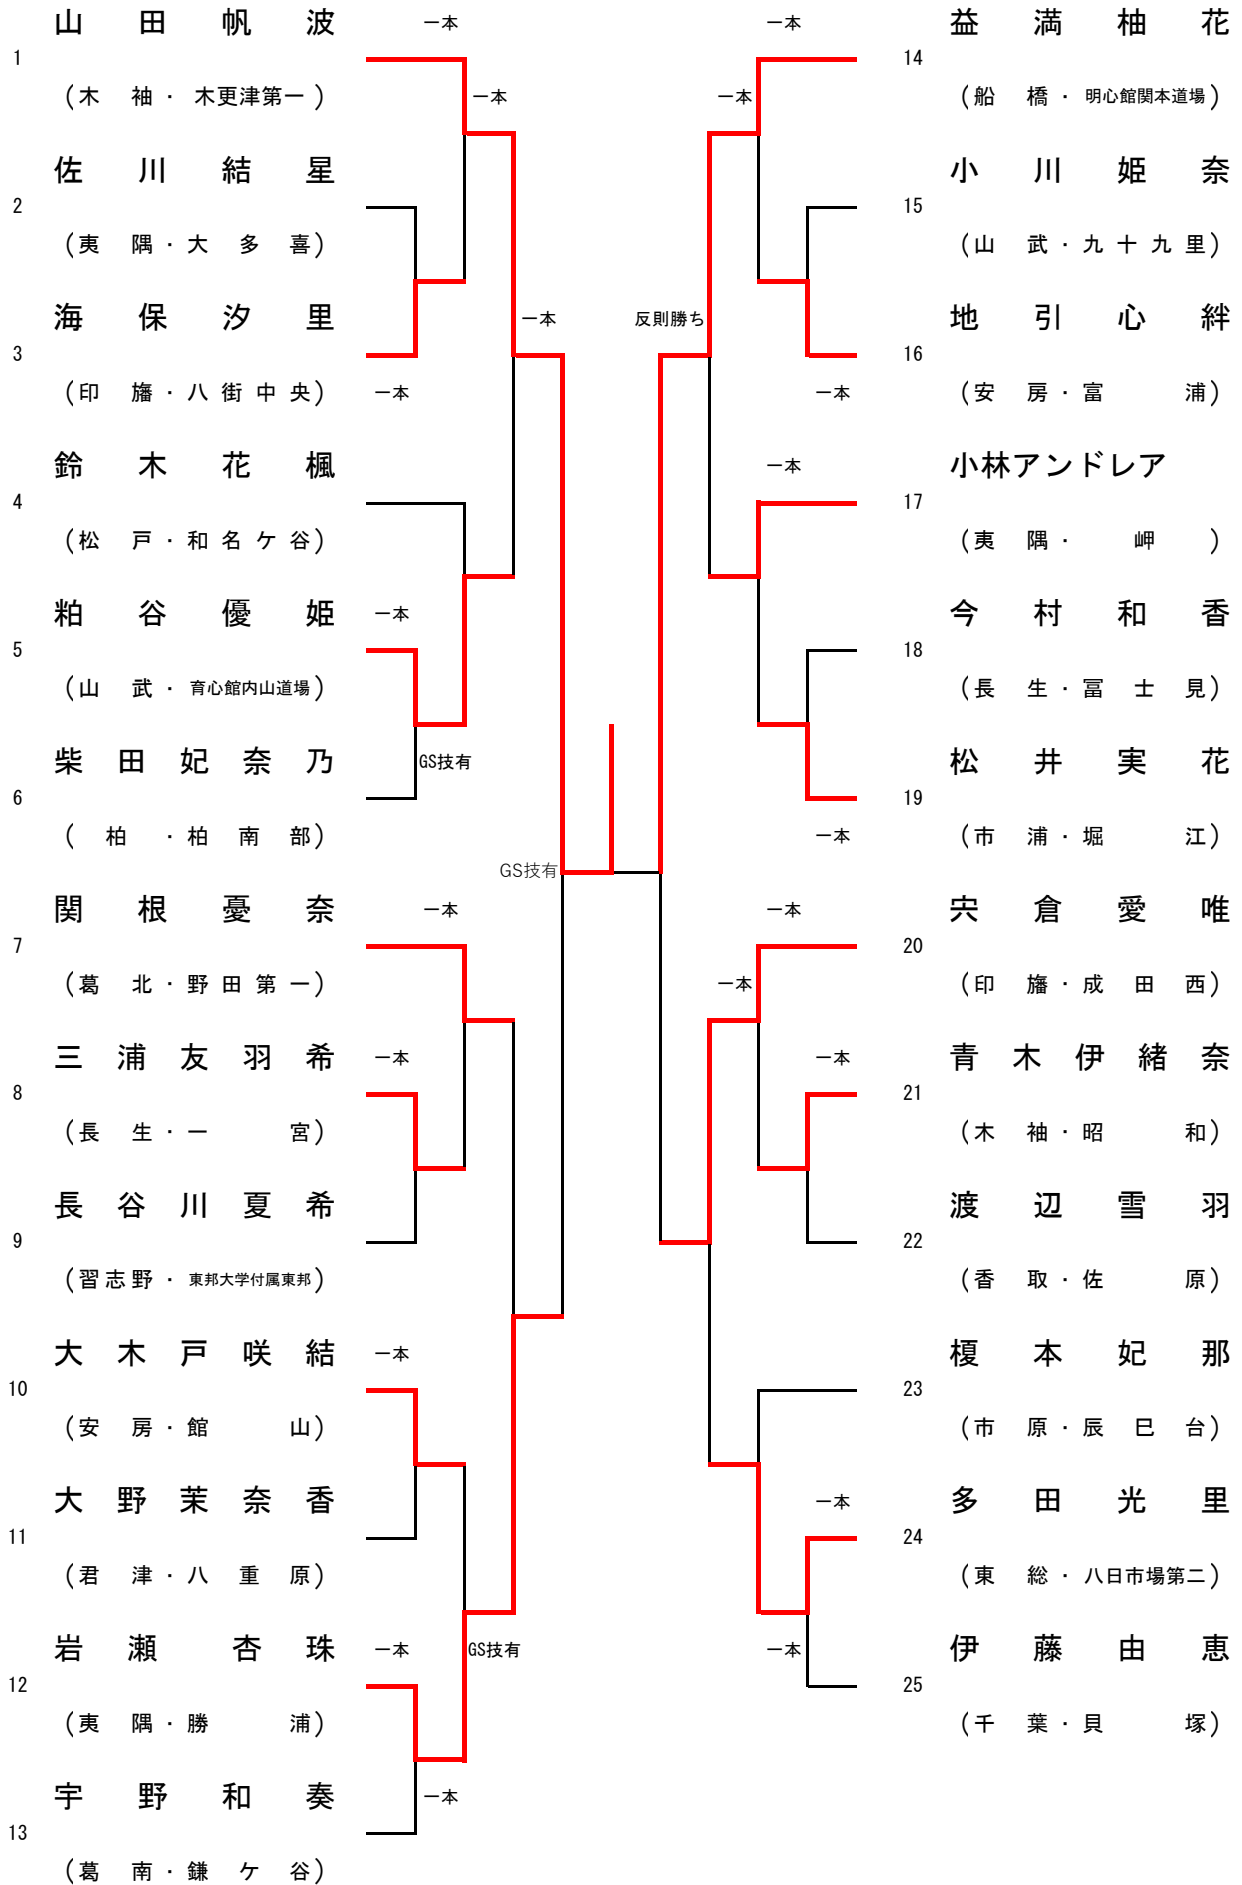 山田帆波
一本
1
(木袖・木更津第一)
一本
佐川結星
2
(夷隅・大多喜)
海保汐里
一本
3
(印旛・八街中央)
一本
鈴木花楓
4
(松戸・和名ケ谷)
粕谷優姫
一本
5
(山武・育心館内山道場)
柴田妃奈乃
GS技有
6
(柏・柏南部)
GS技有
関根憂奈
一本
7
(葛北・野田第一)
三浦友羽希
一本
8
(長生・一宮)
長谷川夏希
9
(習志野・東邦大学付属東邦)
大木戸咲結
一本
10
(安房・館山)
大野茉奈香
11
(君津・八重原)
岩瀬杏珠
一本
GS技有
12
(夷隅・勝浦)
宇野和奏
一本
13
(葛南・鎌ケ谷)
一本
益満柚花
14
一本
(船橋・明心館関本道場)
小川姫奈
15
(山武・九十九里)
反則勝ち
地引心絆
16
一本
(安房・富浦)
一本
小林アンドレア
17
(夷隅・岬)
今村和香
18
(長生・冨士見)
松井実花
19
一本
(市浦・堀江)
一本
宍倉愛唯
20
一本
(印旛・成田西)
一本
青木伊緒奈
21
(木袖・昭和)
渡辺雪羽
22
(香取・佐原)
榎本妃那
23
(市原・辰巳台)
一本
多田光里
24
(東総・八日市場第二)
一本
伊藤由恵
25
(千葉・貝塚)